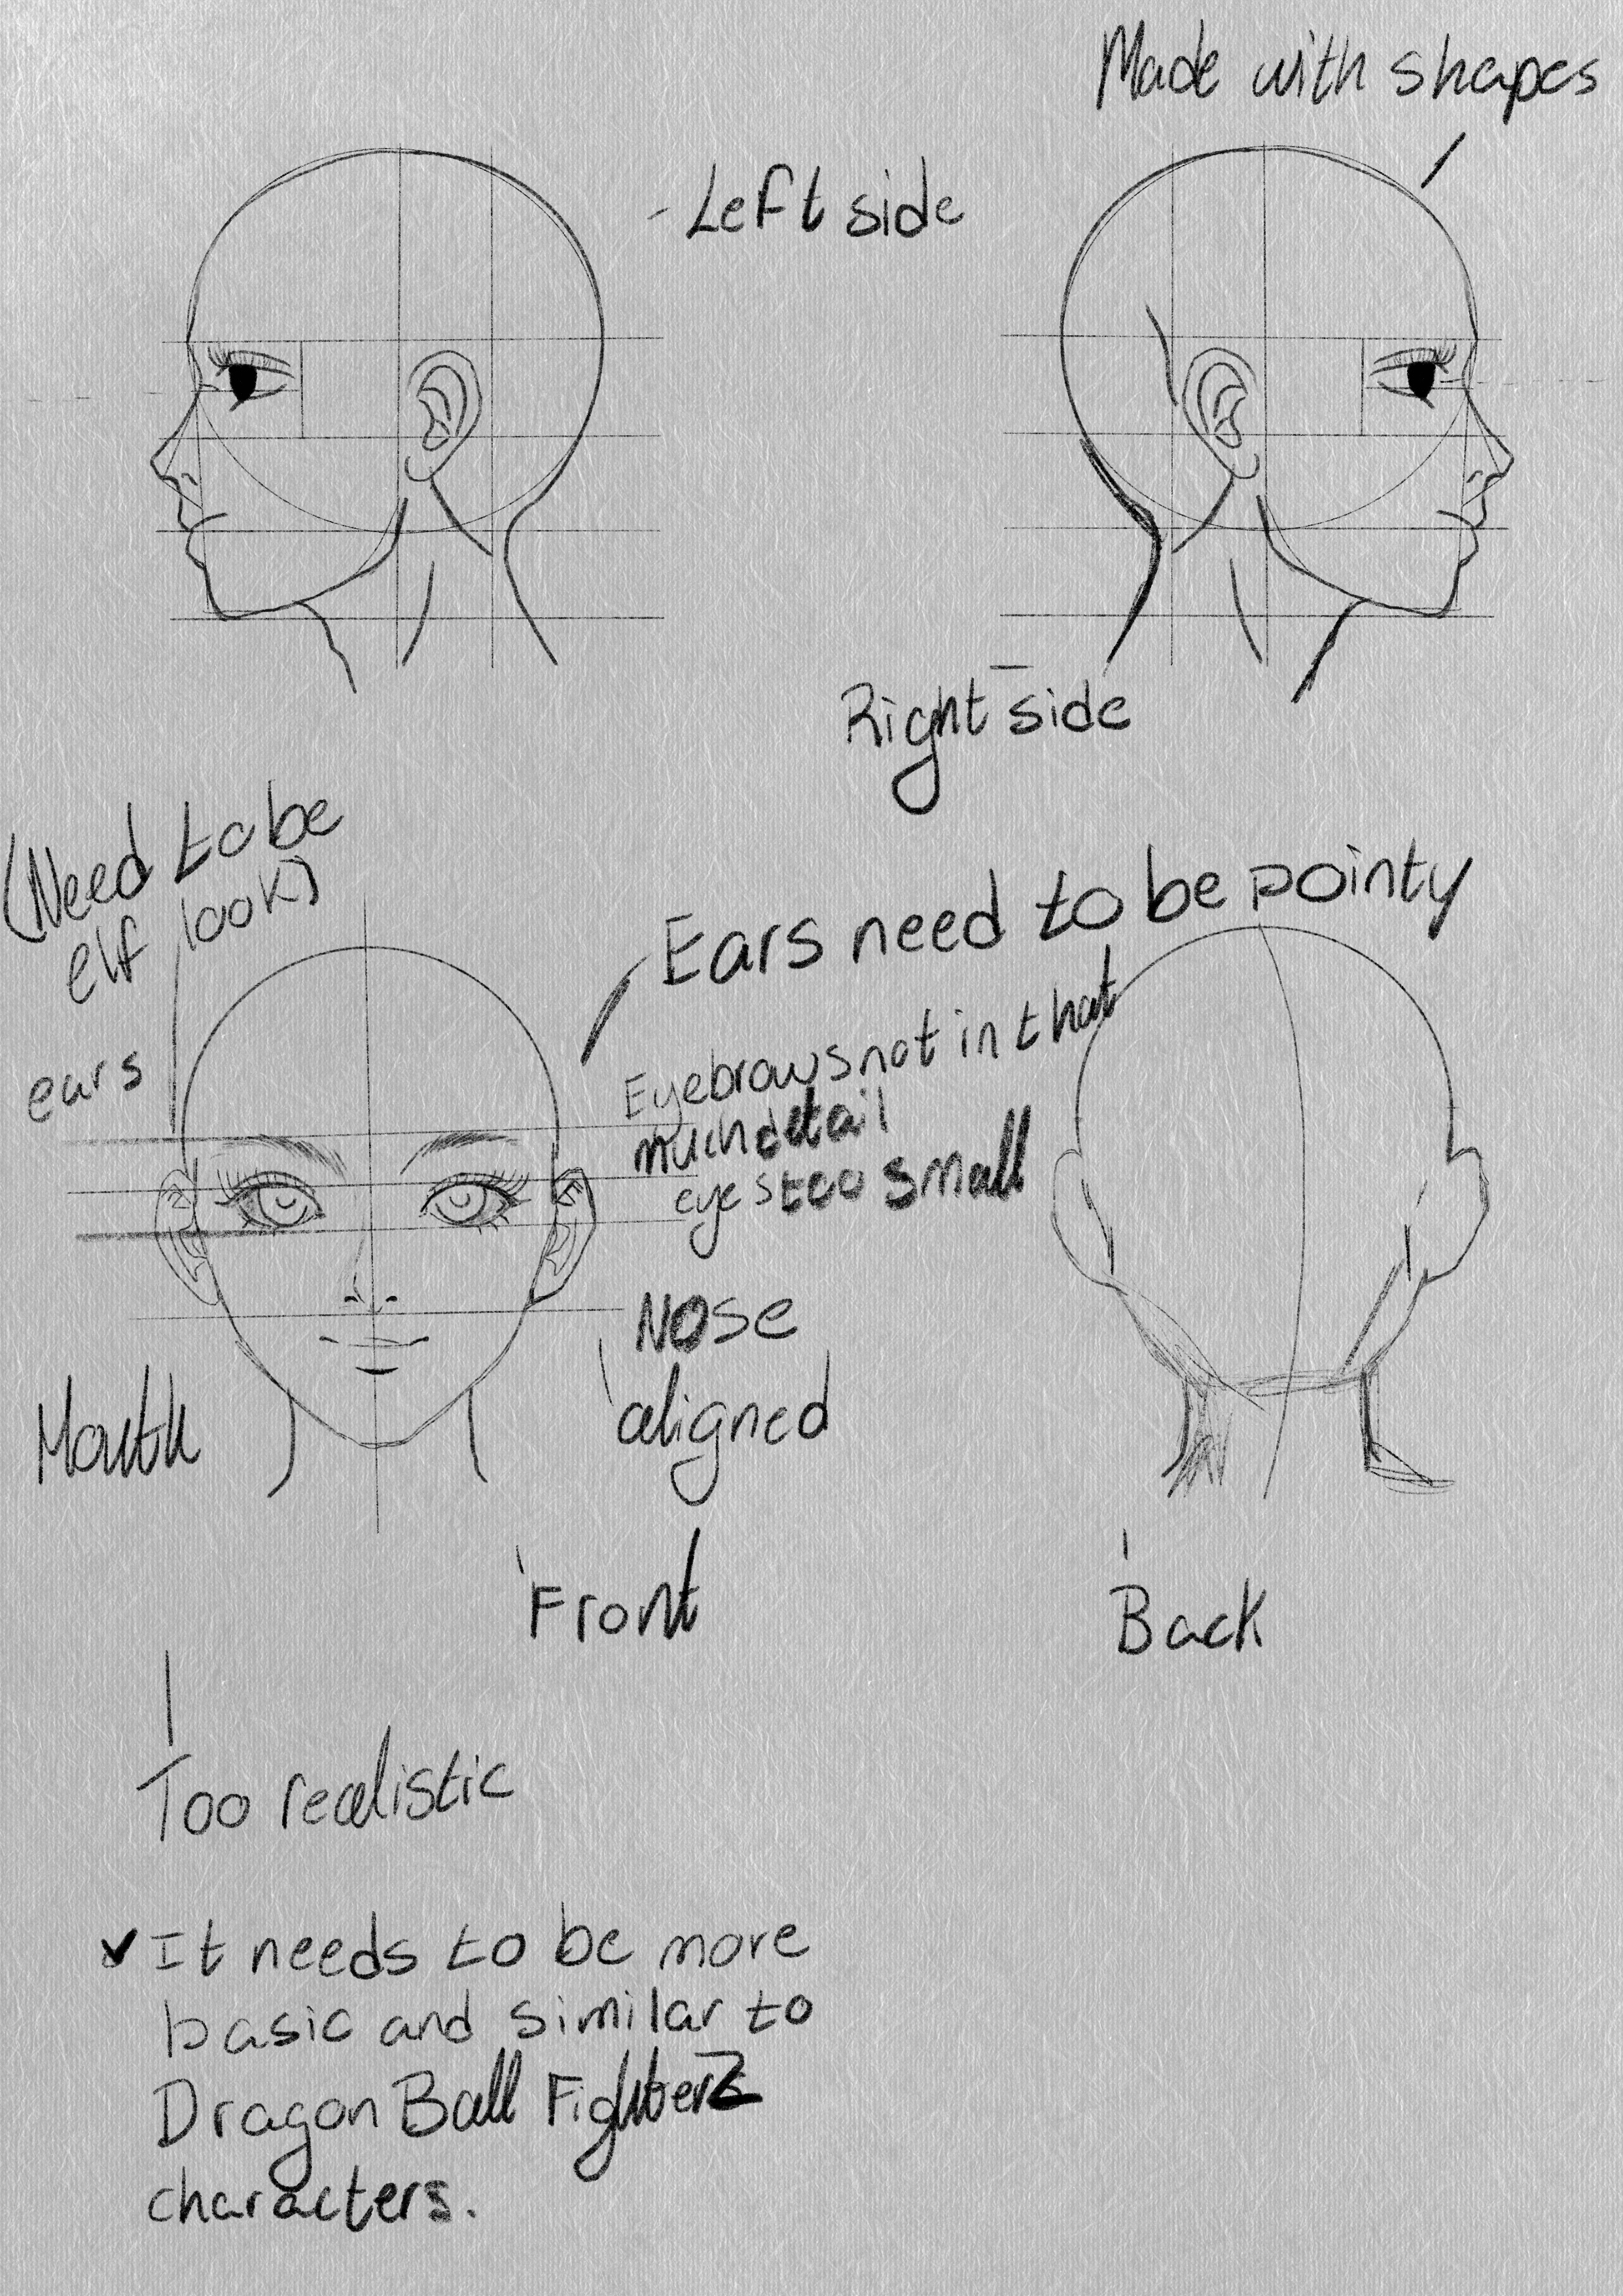 Made with shapes
- Left side
Right side
(Need to be
elf look)
ears
Ears need to be pointy
Eyebrows not in that
much detail
eyes too small
Nose
aligned
Mouth
Front
Back
Too realistic
✓ It needs to be more
basic and similar to
Dragon Ball FighterZ
characters.